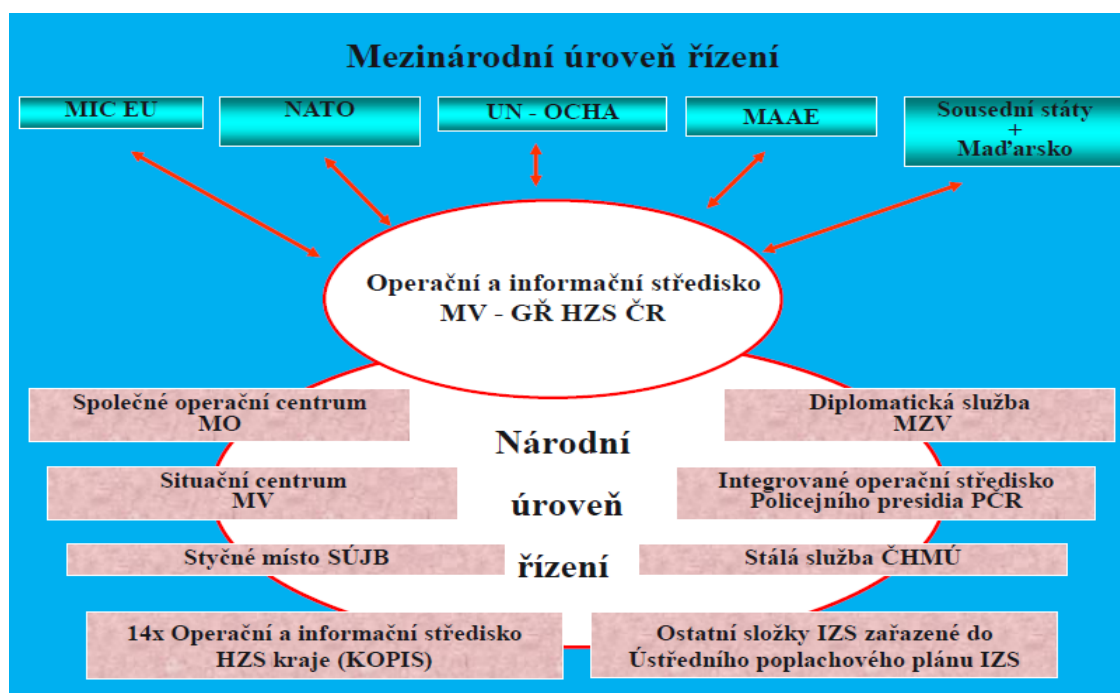 Mezinárodní úroveň řízení
MIC EU
NATO
UN - OCHA
MAAE
Sousední státy
+
Maďarsko
Operační a informační středisko
MV - GŘ HZS ČR
Společné operační centrum
MO
Diplomatická služba
MZV
Národní
úroveň
řízení
Situační centrum
MV
Integrované operační středisko
Policejního presidia PČR
Styčné místo SÚJB
Stálá služba ČHMÚ
14x Operační a informační středisko
HZS kraje (KOPIS)
Ostatní složky IZS zařazené do
Ústředního poplachového plánu IZS